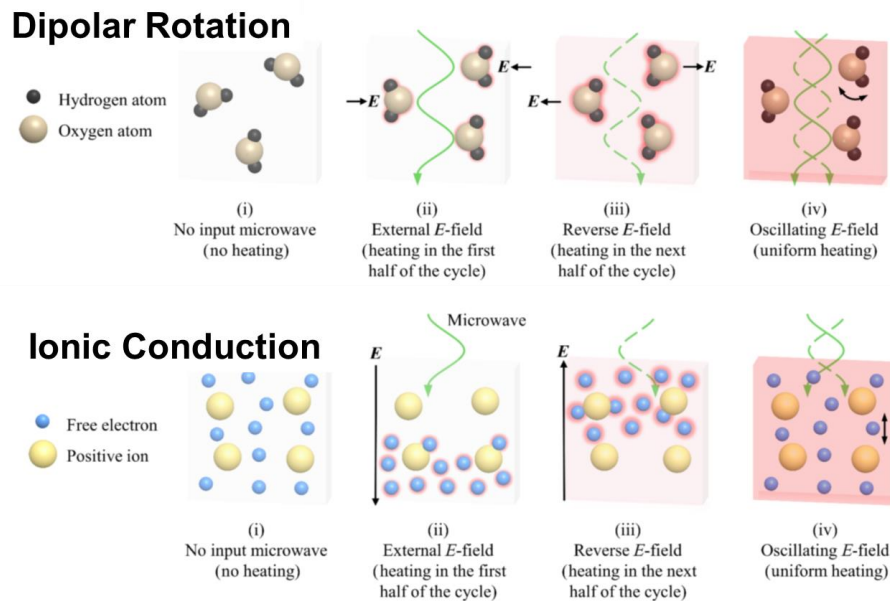 Dipolar Rotation
Hydrogen atom
Oxygen atom
E
E
E
E
(i)
No input microwave
(no heating)
(ii)
External E-field
(heating in the first
half of the cycle)
(iii)
Reverse E-field
(heating in the next
half of the cycle)
(iv)
Oscillating E-field
(uniform heating)
Ionic Conduction
Free electron
Positive ion
Microwave
E
E
(i)
No input microwave
(no heating)
(ii)
External E-field
(heating in the first
half of the cycle)
(iii)
Reverse E-field
(heating in the next
half of the cycle)
(iv)
Oscillating E-field
(uniform heating)